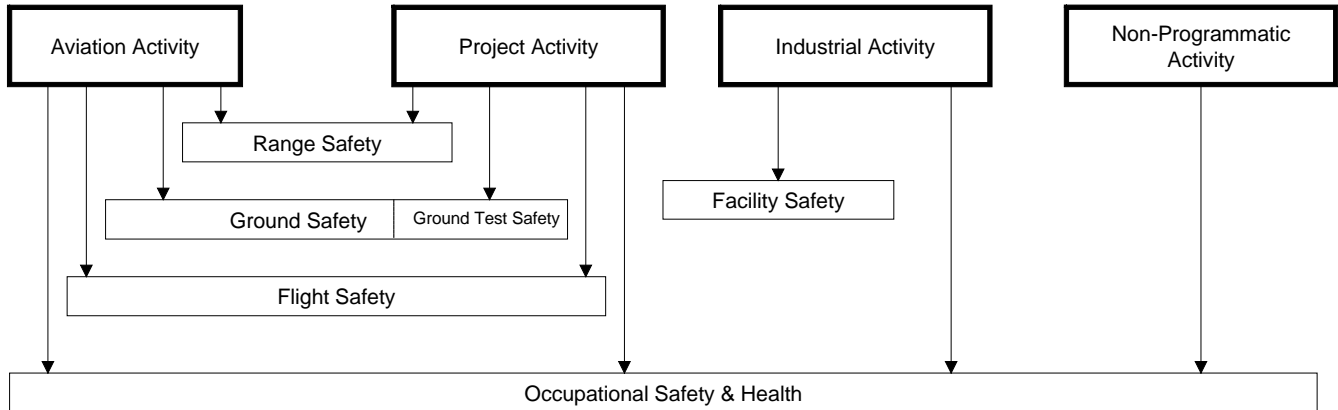 Aviation Activity
Project Activity
Industrial Activity
Non-Programmatic
Activity
Range Safety
Facility Safety
Ground Safety
Ground Test Safety
Flight Safety
Occupational Safety & Health